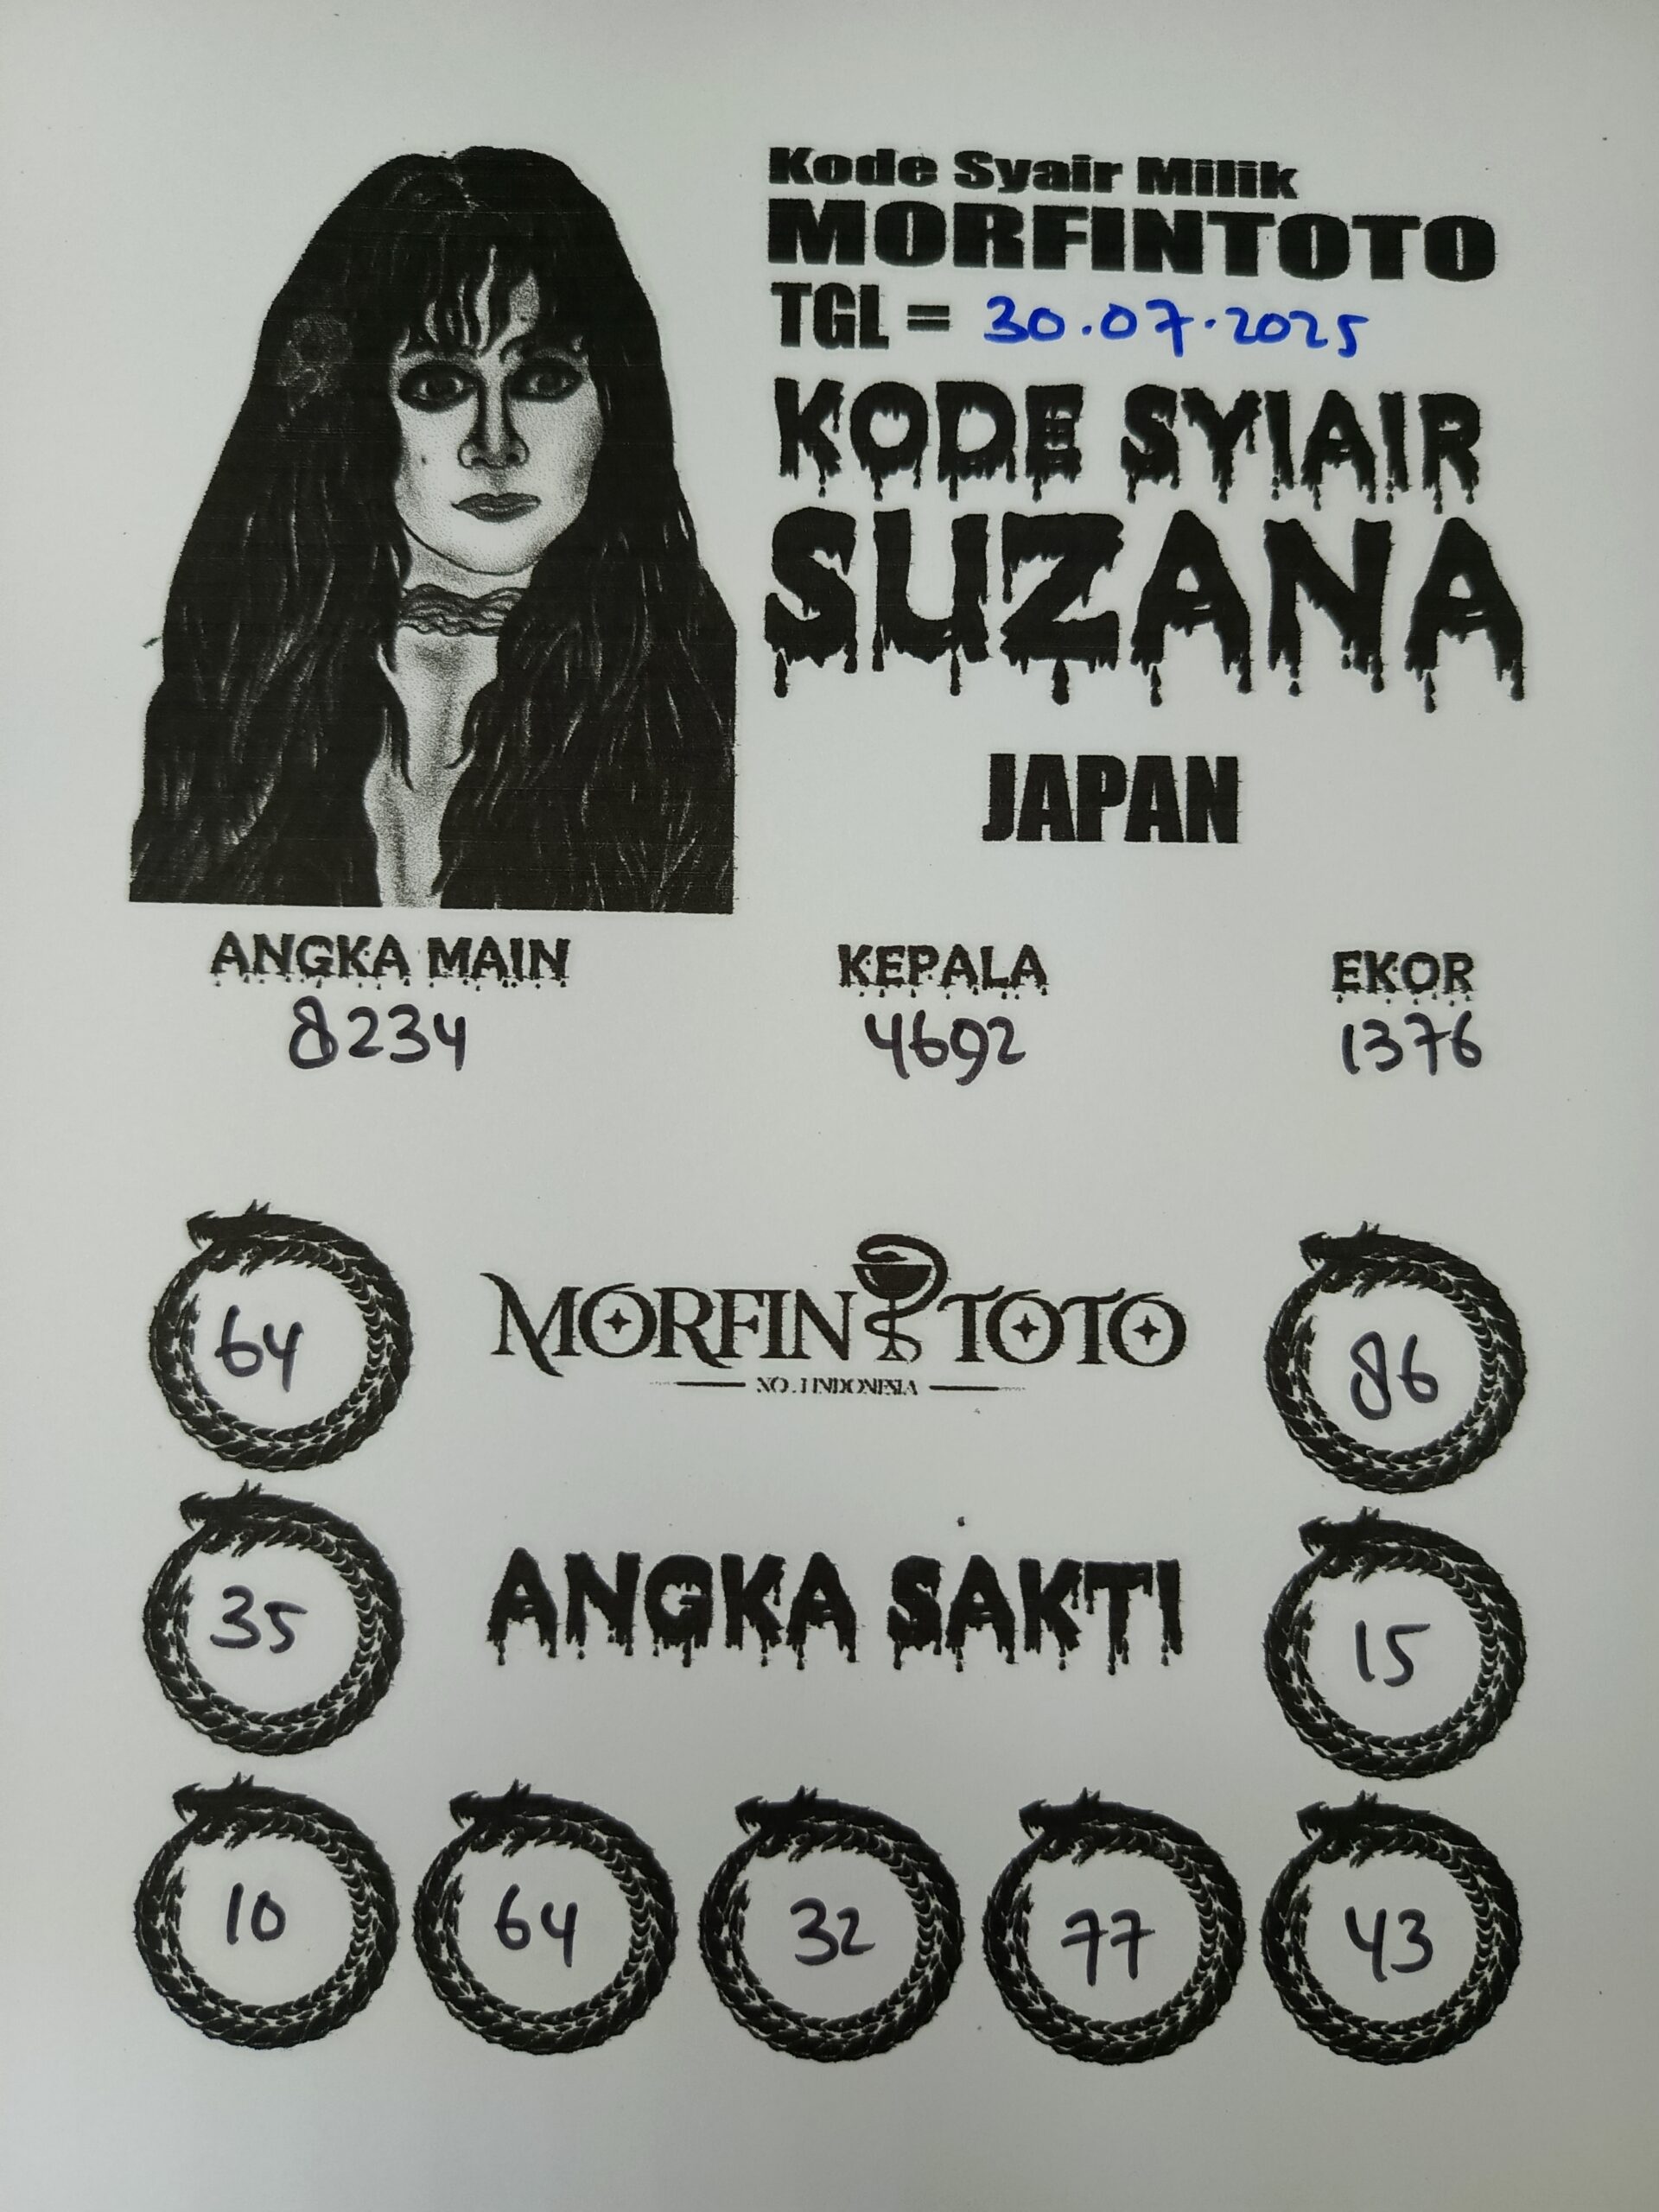 Kode Syair Milik
MORFINTOTO
TGL = 30.07.2025
KODE SYIAIR
SUZANA
JAPAN
ANGKA MAIN
8234
KEPALA
4692
EKOR
1376
64
MORFIN TOTO
NO.1 INDONESIA
86
35
ANGKA SAKTI
15
10 64 32 77 43